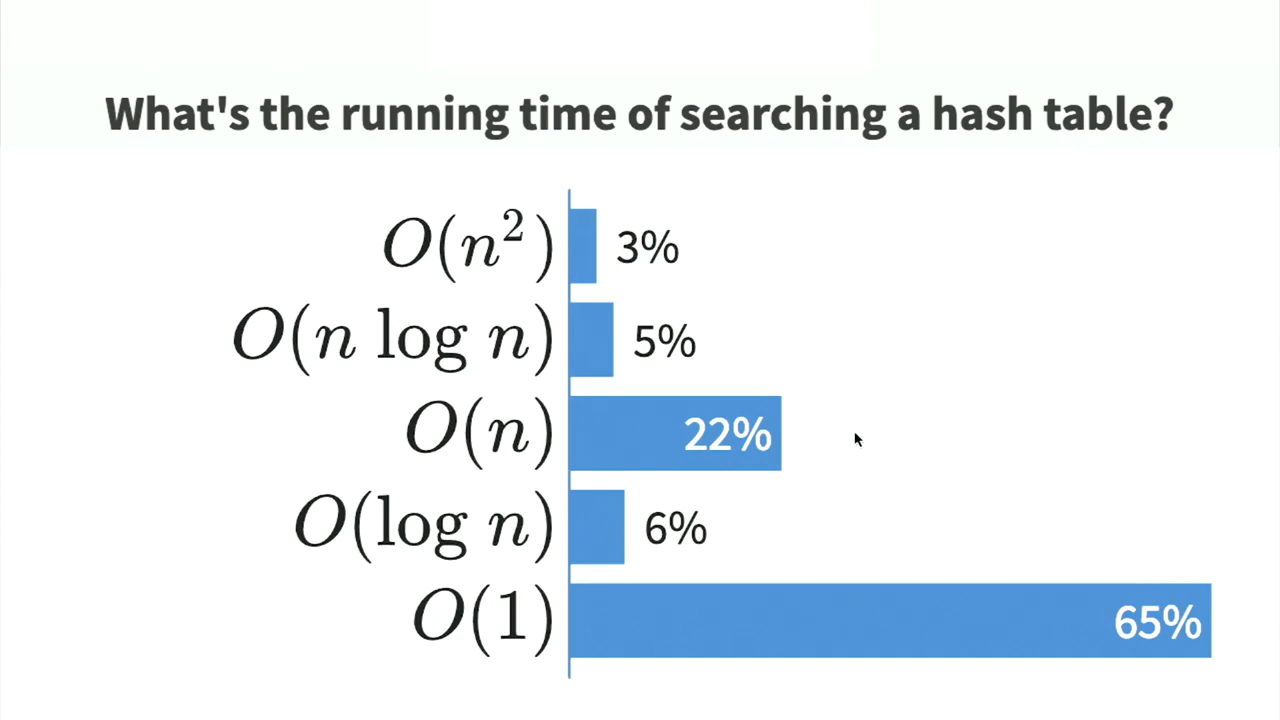 What's the running time of searching a hash table?
O(n²) 3%
O(n log n) 5%
O(n) 22%
O(log n) 6%
O(1) 65%